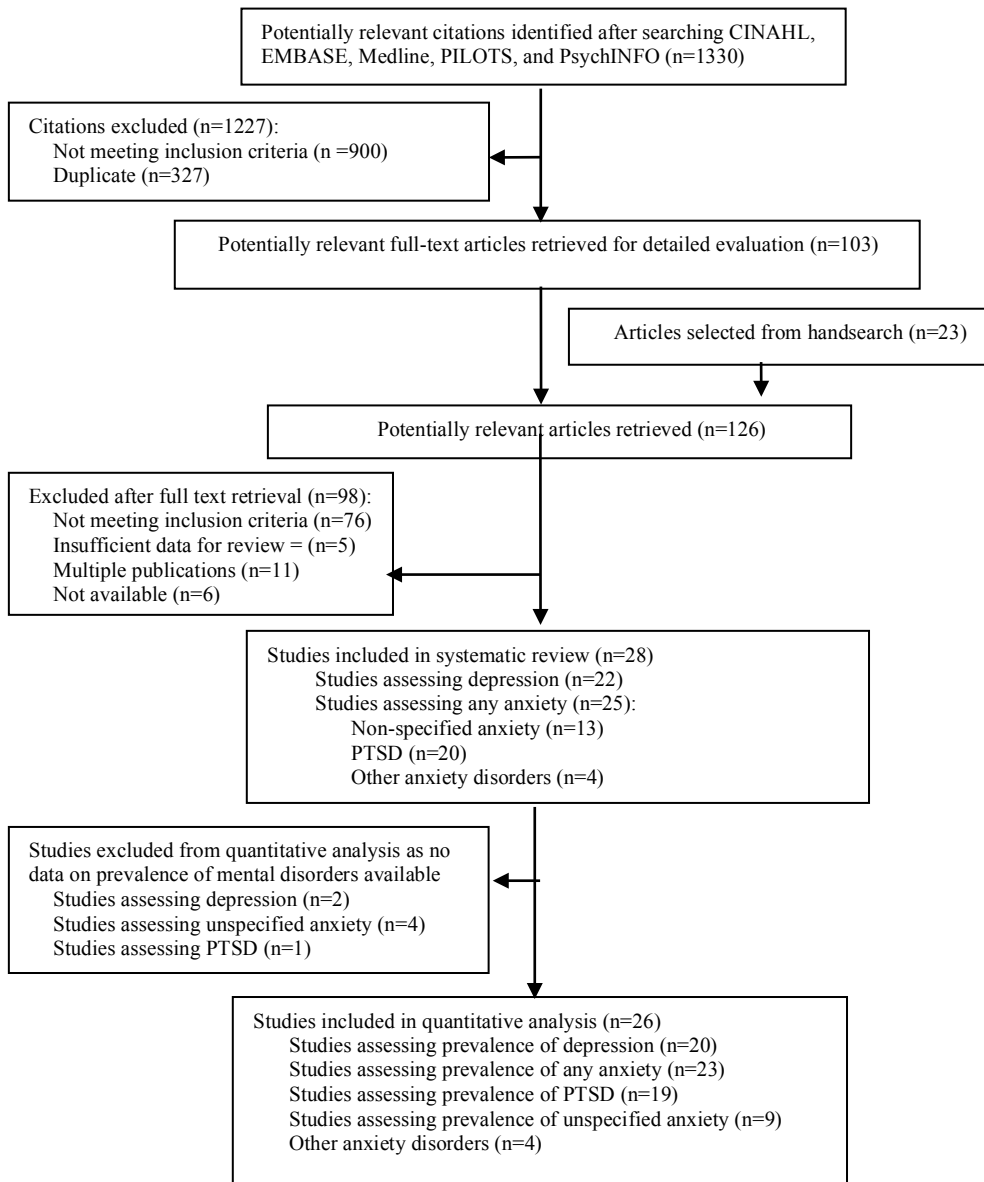 Potentially relevant citations identified after searching CINAHL,
EMBASE, Medline, PILOTS, and PsychINFO (n=1330)
Citations excluded (n=1227):
Not meeting inclusion criteria (n =900)
Duplicate (n=327)
Potentially relevant full-text articles retrieved for detailed evaluation (n=103)
Articles selected from handsearch (n=23)
Potentially relevant articles retrieved (n=126)
Excluded after full text retrieval (n=98):
Not meeting inclusion criteria (n=76)
Insufficient data for review = (n=5)
Multiple publications (n=11)
Not available (n=6)
Studies included in systematic review (n=28)
Studies assessing depression (n=22)
Studies assessing any anxiety (n=25):
Non-specified anxiety (n=13)
PTSD (n=20)
Other anxiety disorders (n=4)
Studies excluded from quantitative analysis as no
data on prevalence of mental disorders available
Studies assessing depression (n=2)
Studies assessing unspecified anxiety (n=4)
Studies assessing PTSD (n=1)
Studies included in quantitative analysis (n=26)
Studies assessing prevalence of depression (n=20)
Studies assessing prevalence of any anxiety (n=23)
Studies assessing prevalence of PTSD (n=19)
Studies assessing prevalence of unspecified anxiety (n=9)
Other anxiety disorders (n=4)